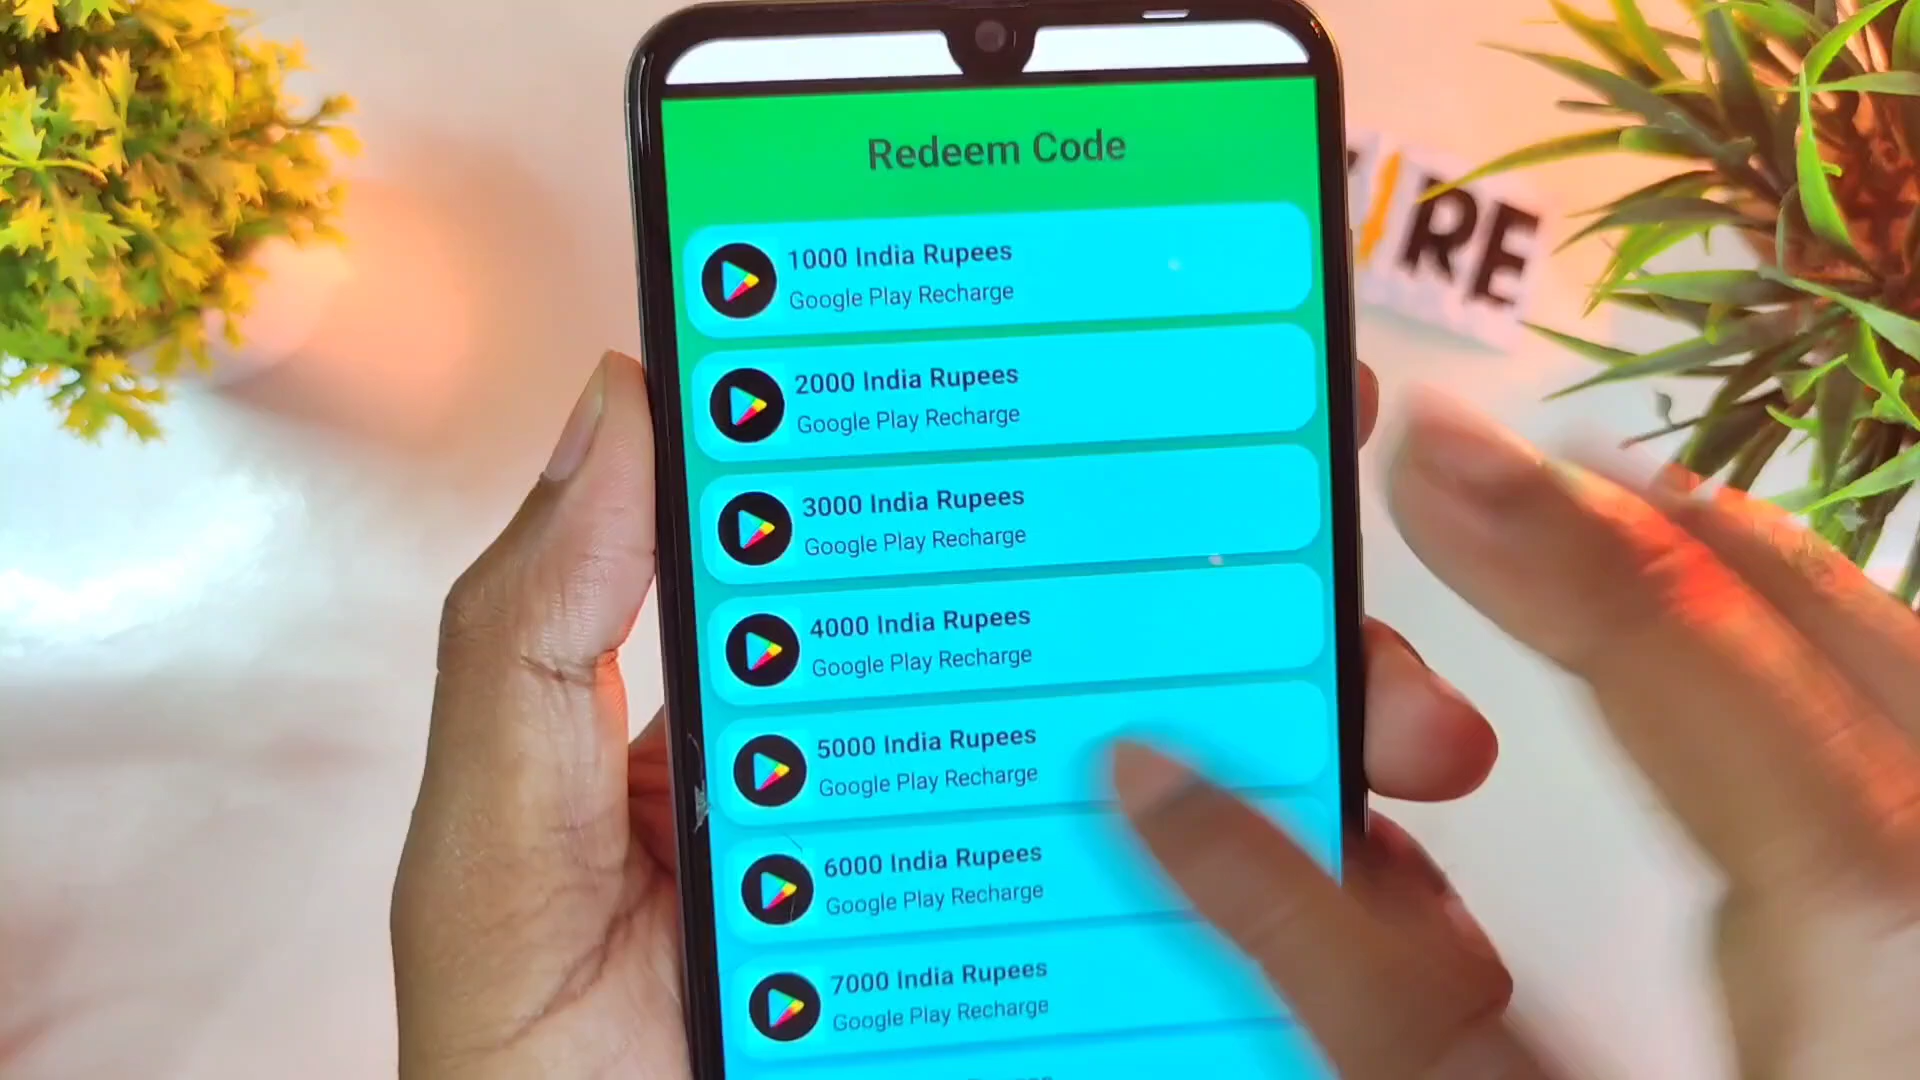 Redeem Code
1000 India Rupees
Google Play Recharge
2000 India Rupees
Google Play Recharge
3000 India Rupees
Google Play Recharge
4000 India Rupees
Google Play Recharge
5000 India Rupees
Google Play Recharge
6000 India Rupees
Google Play Recharge
7000 India Rupees
Google Play Recharge
RE